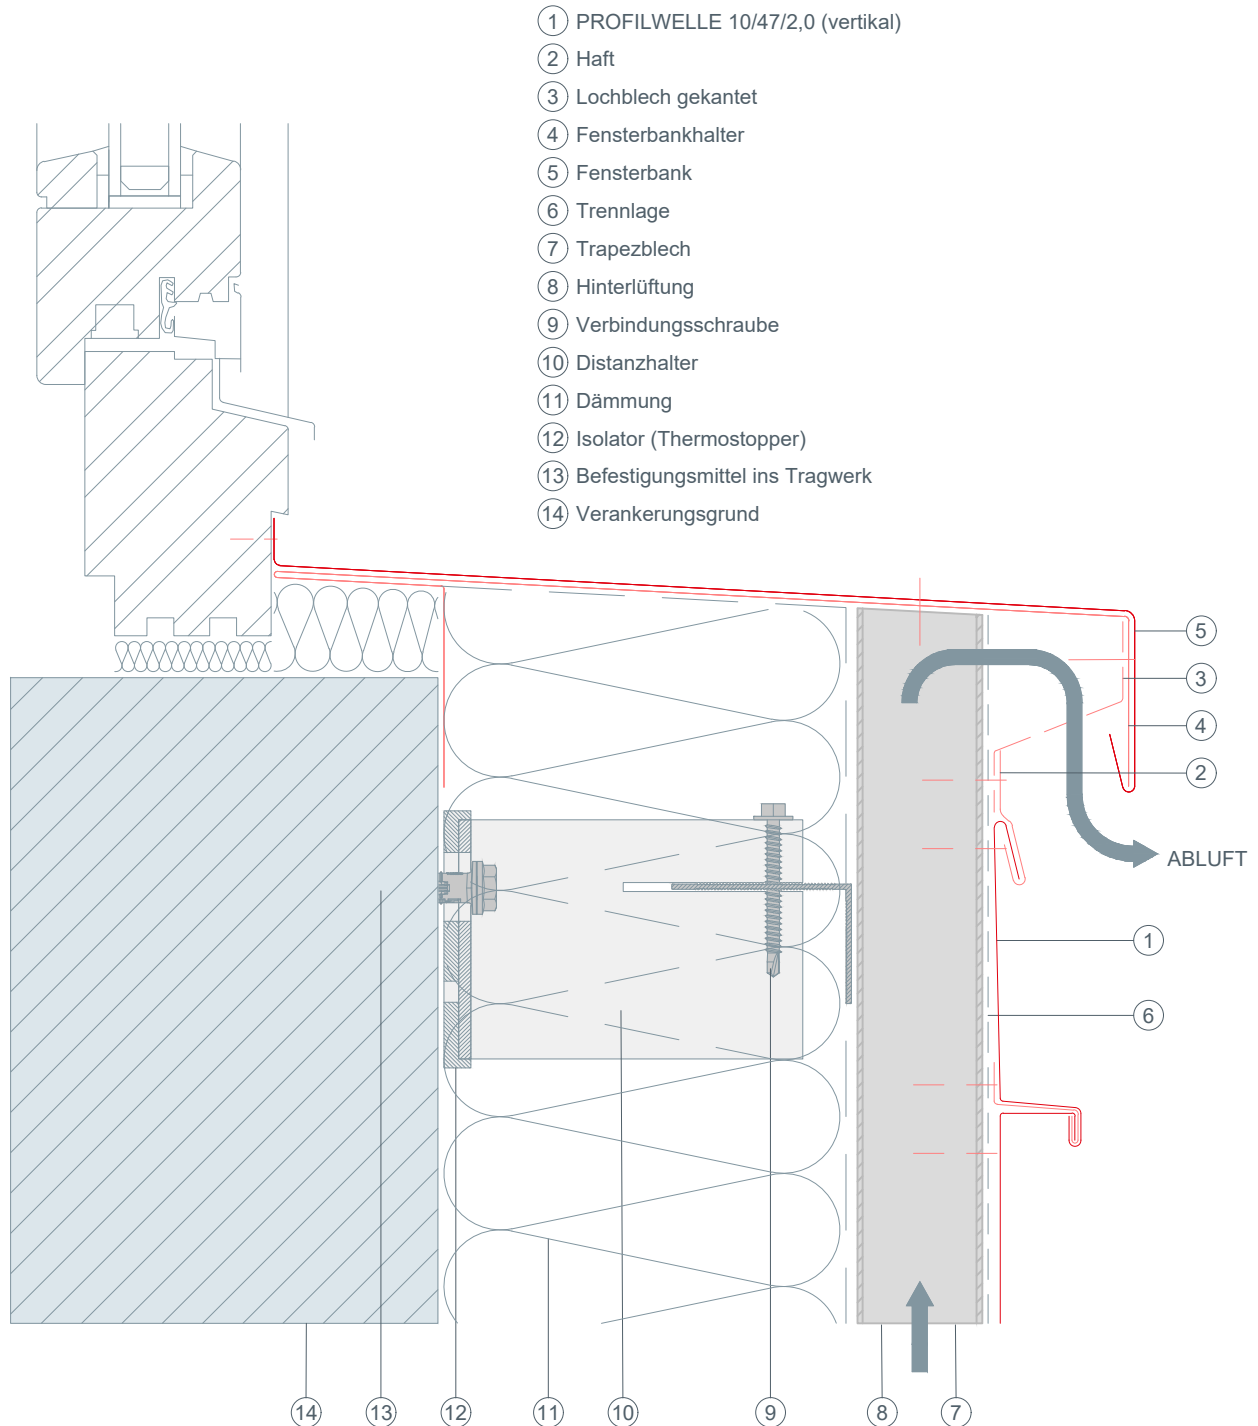 1 PROFILWELLE 10/47/2,0 (vertikal)
2 Haft
3 Lochblech gekantet
4 Fensterbankhalter
5 Fensterbank
6 Trennlage
7 Trapezblech
8 Hinterlüftung
9 Verbindungsschraube
10 Distanzhalter
11 Dämmung
12 Isolator (Thermostopper)
13 Befestigungsmittel ins Tragwerk
14 Verankerungsgrund
5
3
4
2
ABLUFT
1
6
14 13 12 11 10 9 8 7